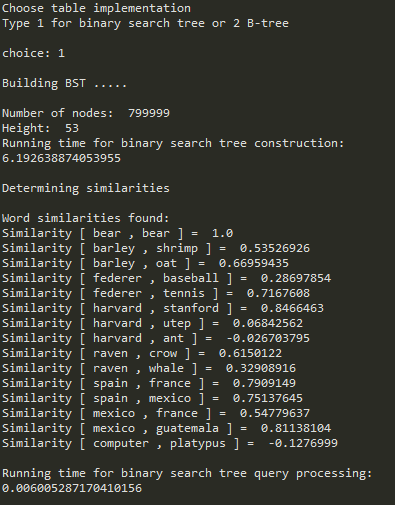 Choose table implementation
Type 1 for binary search tree or 2 B-tree
choice: 1
Building BST .....
Number of nodes:  799999
Height:  53
Running time for binary search tree construction:
6.192638874053955
Determining similarities
Word similarities found:
Similarity [ bear , bear ] =  1.0
Similarity [ barley , shrimp ] =  0.53526926
Similarity [ barley , oat ] =  0.66959435
Similarity [ federer , baseball ] =  0.28697854
Similarity [ federer , tennis ] =  0.7167608
Similarity [ harvard , stanford ] =  0.8466463
Similarity [ harvard , utep ] =  0.06842562
Similarity [ harvard , ant ] =  -0.026703795
Similarity [ raven , crow ] =  0.6150122
Similarity [ raven , whale ] =  0.32908916
Similarity [ spain , france ] =  0.7909149
Similarity [ spain , mexico ] =  0.75137645
Similarity [ mexico , france ] =  0.54779637
Similarity [ mexico , guatemala ] =  0.81138104
Similarity [ computer , platypus ] =  -0.1276999
Running time for binary search tree query processing:
0.006005287170410156